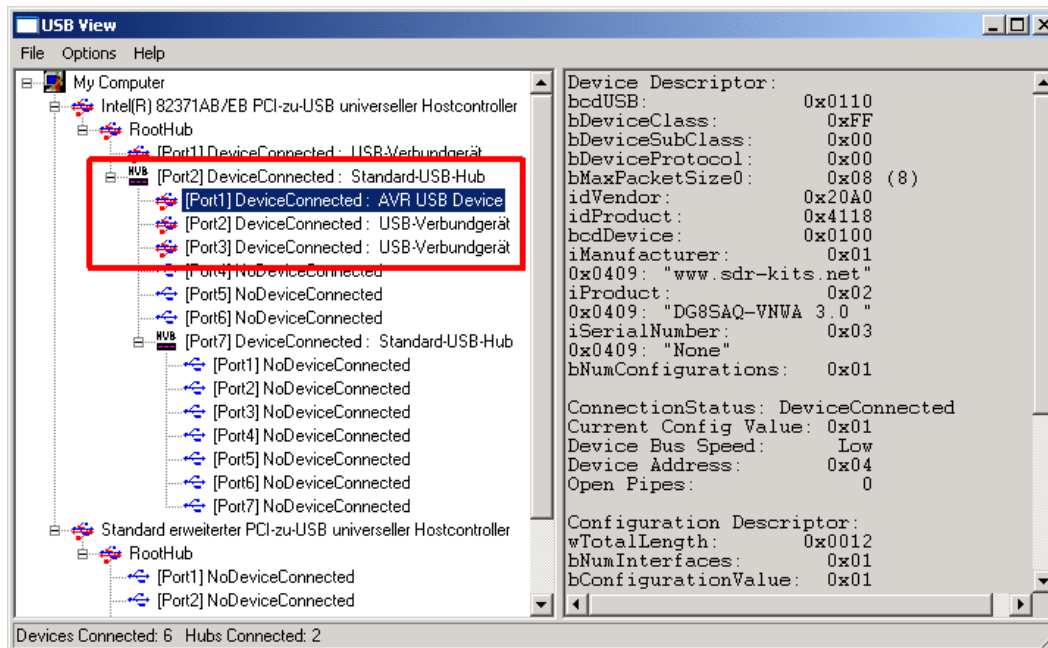 USB View
File Options Help
My Computer
Intel(R) 82371AB/EB PCI-zu-USB universeller Hostcontroller
RootHub
[Port1] DeviceConnected : USB-Verbundgerät
HUB [Port2] DeviceConnected : Standard-USB-Hub
[Port1] DeviceConnected : AVR USB Device
[Port2] DeviceConnected : USB-Verbundgerät
[Port3] DeviceConnected : USB-Verbundgerät
[Port4] NoDeviceConnected
[Port5] NoDeviceConnected
[Port6] NoDeviceConnected
HUB [Port7] DeviceConnected : Standard-USB-Hub
[Port1] NoDeviceConnected
[Port2] NoDeviceConnected
[Port3] NoDeviceConnected
[Port4] NoDeviceConnected
[Port5] NoDeviceConnected
[Port6] NoDeviceConnected
[Port7] NoDeviceConnected
Standard erweiterter PCI-zu-USB universeller Hostcontroller
RootHub
[Port1] NoDeviceConnected
[Port2] NoDeviceConnected
Device Descriptor:
bcdUSB: 0x0110
bDeviceClass: 0xFF
bDeviceSubClass: 0x00
bDeviceProtocol: 0x00
bMaxPacketSize0: 0x08 (8)
idVendor: 0x20A0
idProduct: 0x4118
bcdDevice: 0x0100
iManufacturer: 0x01
0x0409: "www.sdr-kits.net"
iProduct: 0x02
0x0409: "DG8SAQ-VNWA 3.0 "
iSerialNumber: 0x03
0x0409: "None"
bNumConfigurations: 0x01
ConnectionStatus: DeviceConnected
Current Config Value: 0x01
Device Bus Speed: Low
Device Address: 0x04
Open Pipes: 0
Configuration Descriptor:
wTotalLength: 0x0012
bNumInterfaces: 0x01
bConfigurationValue: 0x01
Devices Connected: 6 Hubs Connected: 2